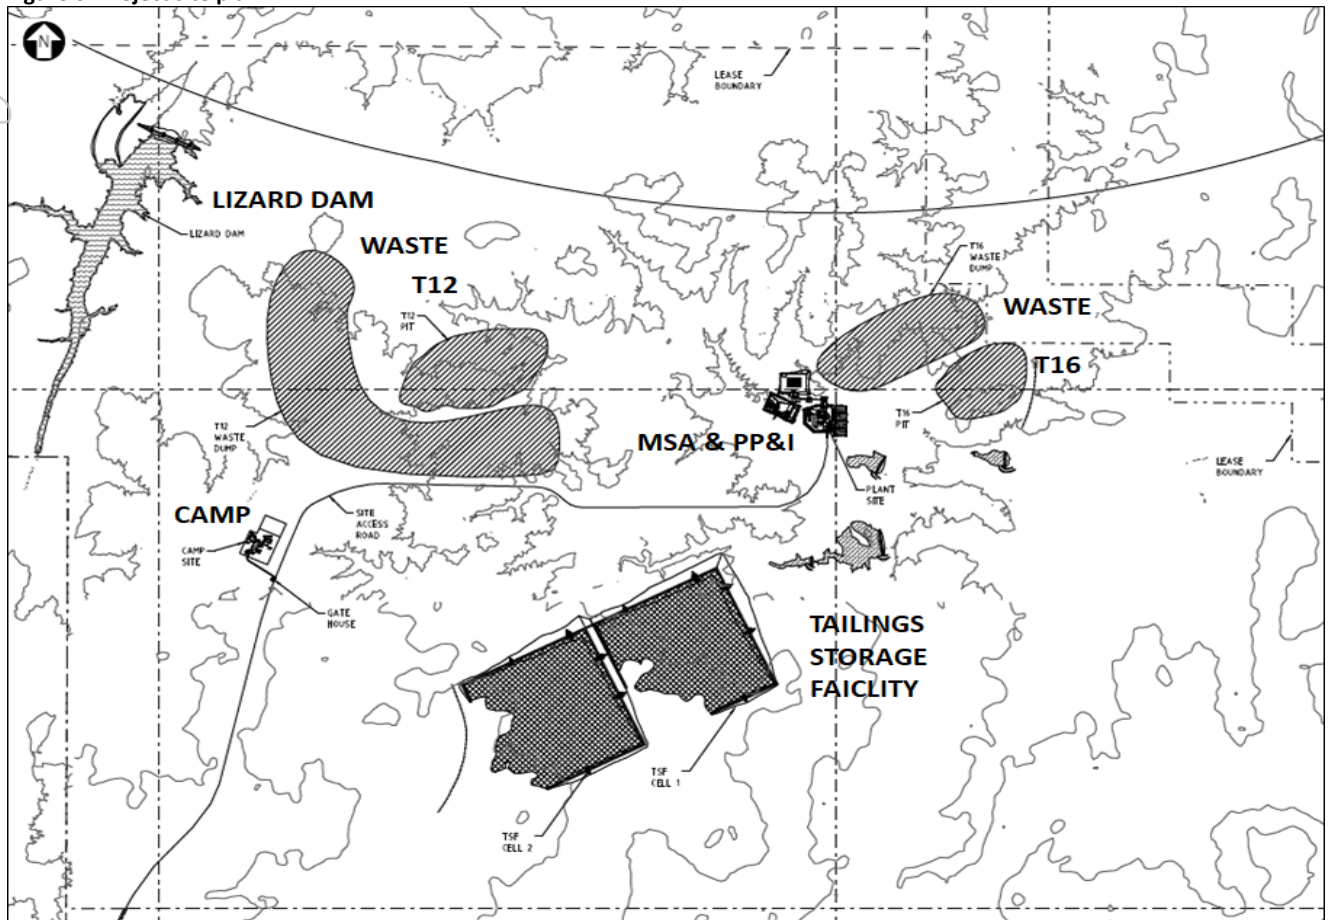 N
LEASE
BOUNDARY
LIZARD DAM
LIZARD DAM
WASTE
T12
T12
PIT
T16
WASTE
DUMP
WASTE
T16
T16
PIT
T12
WASTE
DUMP
MSA & PP&I
LEASE
BOUNDARY
PLANT
SITE
CAMP
SITE
ACCESS
ROAD
CAMP
SITE
GATE
HOUSE
TAILINGS
STORAGE
FAICLITY
TSF
CELL 1
TSF
CELL 2